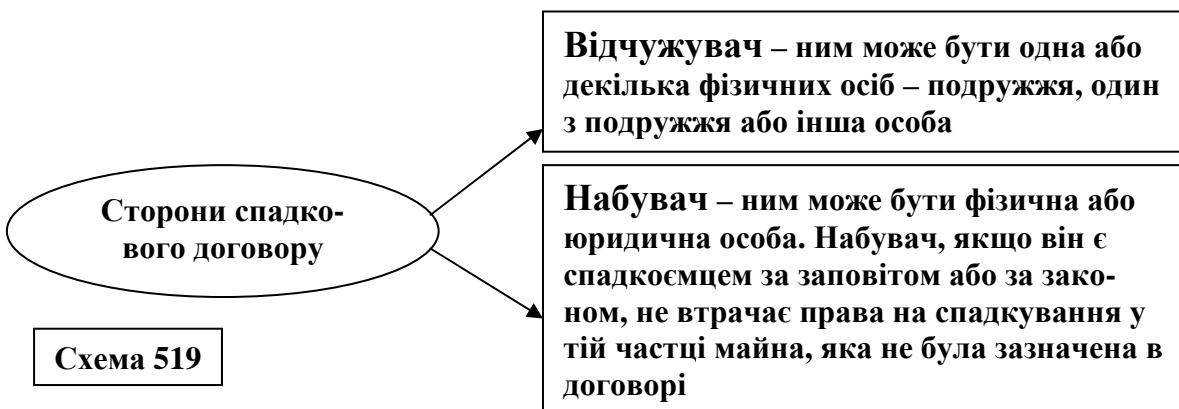 Відчужувач – ним може бути одна або
декілька фізичних осіб – подружжя, один
з подружжя або інша особа
Сторони спадко-
вого договору
Набувач – ним може бути фізична або
юридична особа. Набувач, якщо він є
спадкоємцем за заповітом або за зако-
ном, не втрачає права на спадкування у
тій частці майна, яка не була зазначена в
договорі
Схема 519